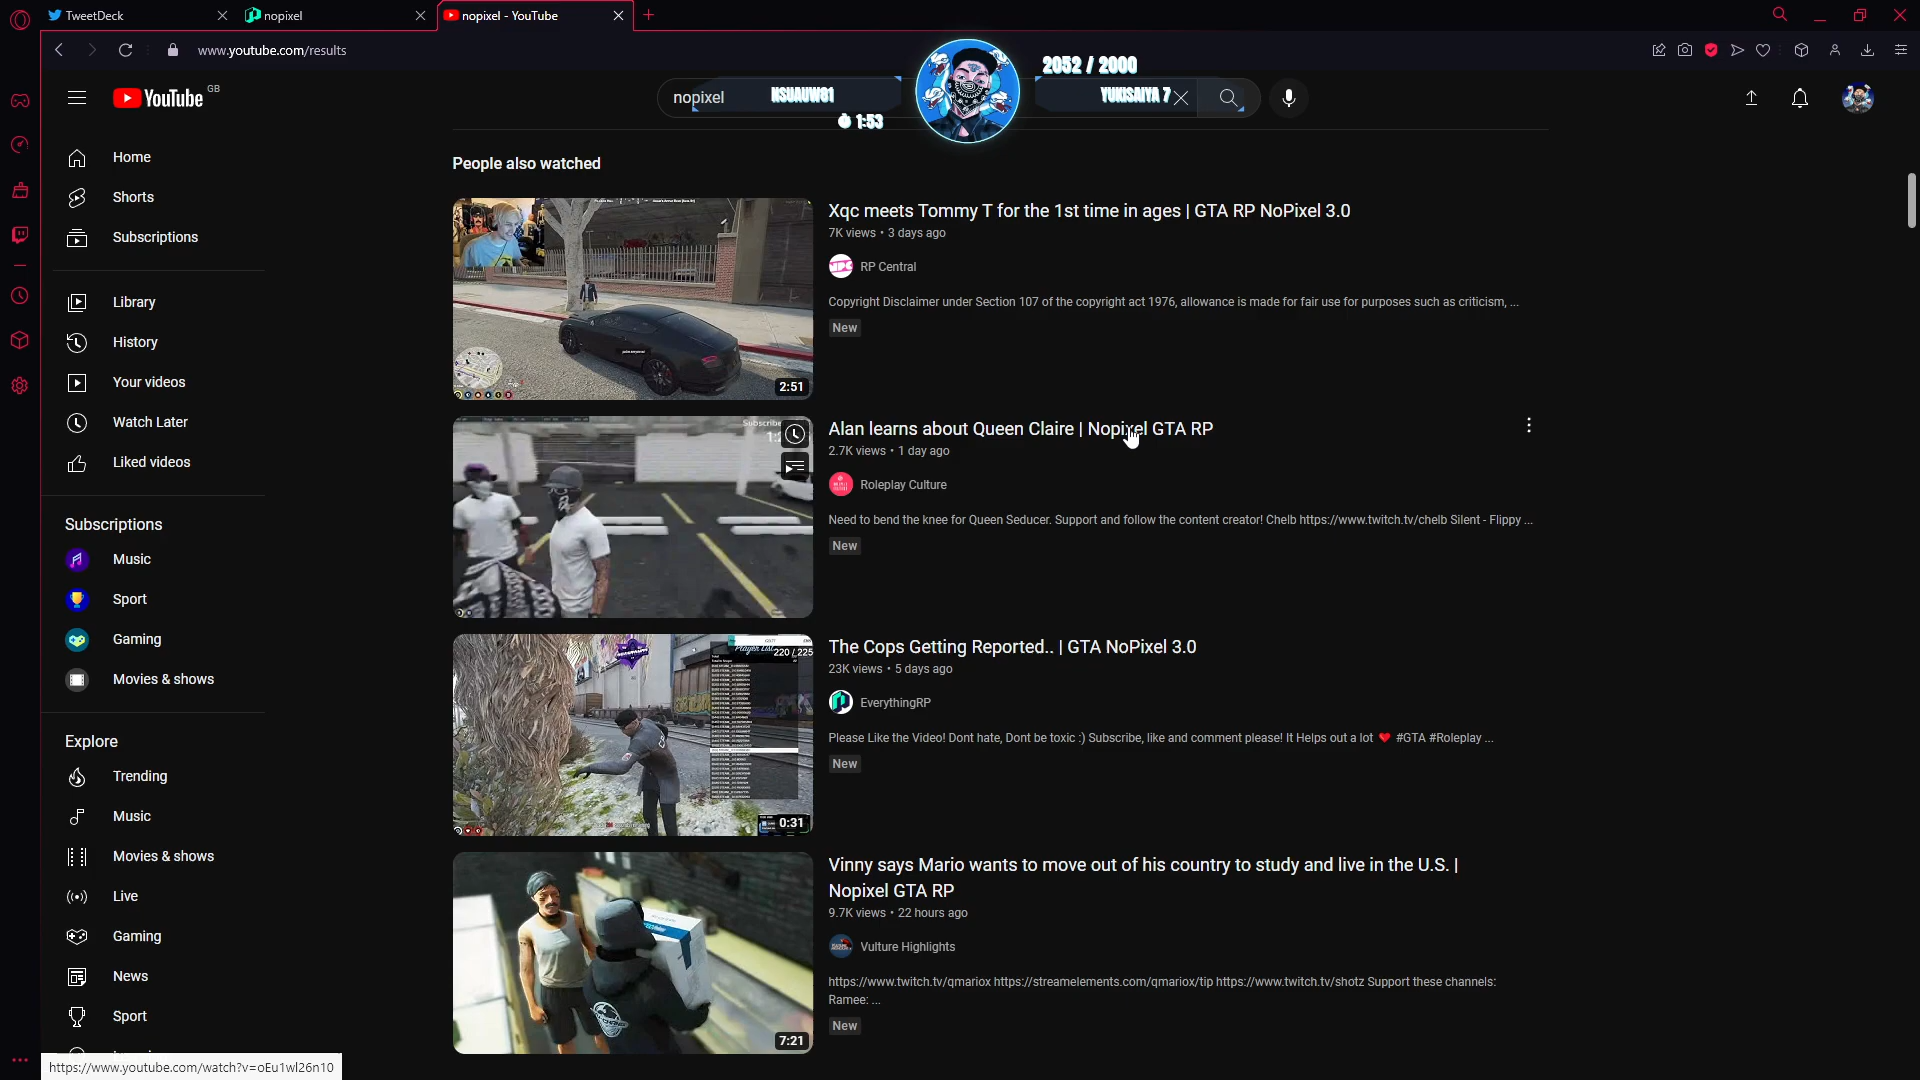 TweetDeck
nopixel
nopixel - YouTube
www.youtube.com/results
2052 / 2000
YouTube GB
nopixel
NSUAUW81
YUKISAIYA 7
1:53
Home
Shorts
Subscriptions
Library
History
Your videos
Watch Later
Liked videos
Subscriptions
Music
Sport
Gaming
Movies & shows
Explore
Trending
Music
Movies & shows
Live
Gaming
News
Sport
People also watched
2:51
Xqc meets Tommy T for the 1st time in ages | GTA RP NoPixel 3.0
7K views • 3 days ago
RP Central
Copyright Disclaimer under Section 107 of the copyright act 1976, allowance is made for fair use for purposes such as criticism, ...
New
Subscribe
Alan learns about Queen Claire | Nopixel GTA RP
2.7K views • 1 day ago
Roleplay Culture
Need to bend the knee for Queen Seducer. Support and follow the content creator! Chelb https://www.twitch.tv/chelb Silent - Flippy ...
New
Player List
220 / 225
0:31
The Cops Getting Reported.. | GTA NoPixel 3.0
23K views • 5 days ago
EverythingRP
Please Like the Video! Dont hate, Dont be toxic :) Subscribe, like and comment please! It Helps out a lot ❤ #GTA #Roleplay ...
New
7:21
Vinny says Mario wants to move out of his country to study and live in the U.S. |
Nopixel GTA RP
9.7K views • 22 hours ago
Vulture Highlights
https://www.twitch.tv/qmariox https://streamelements.com/qmariox/tip https://www.twitch.tv/shotz Support these channels:
Ramee: ...
New
https://www.youtube.com/watch?v=oEu1wl26n10